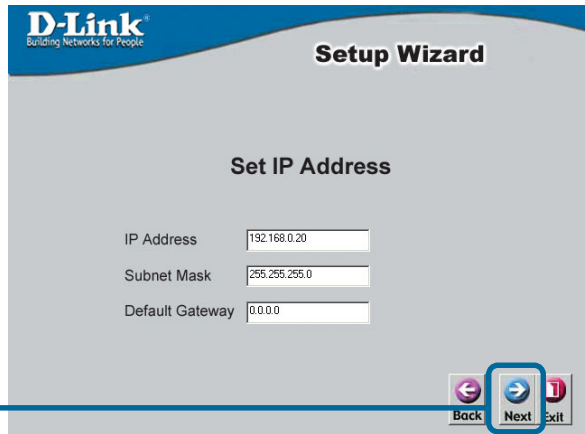 D-Link®
Building Networks for People
Setup Wizard
Set IP Address
IP Address 192.168.0.20
Subnet Mask 255.255.255.0
Default Gateway 0.0.0.0
Back Next Exit